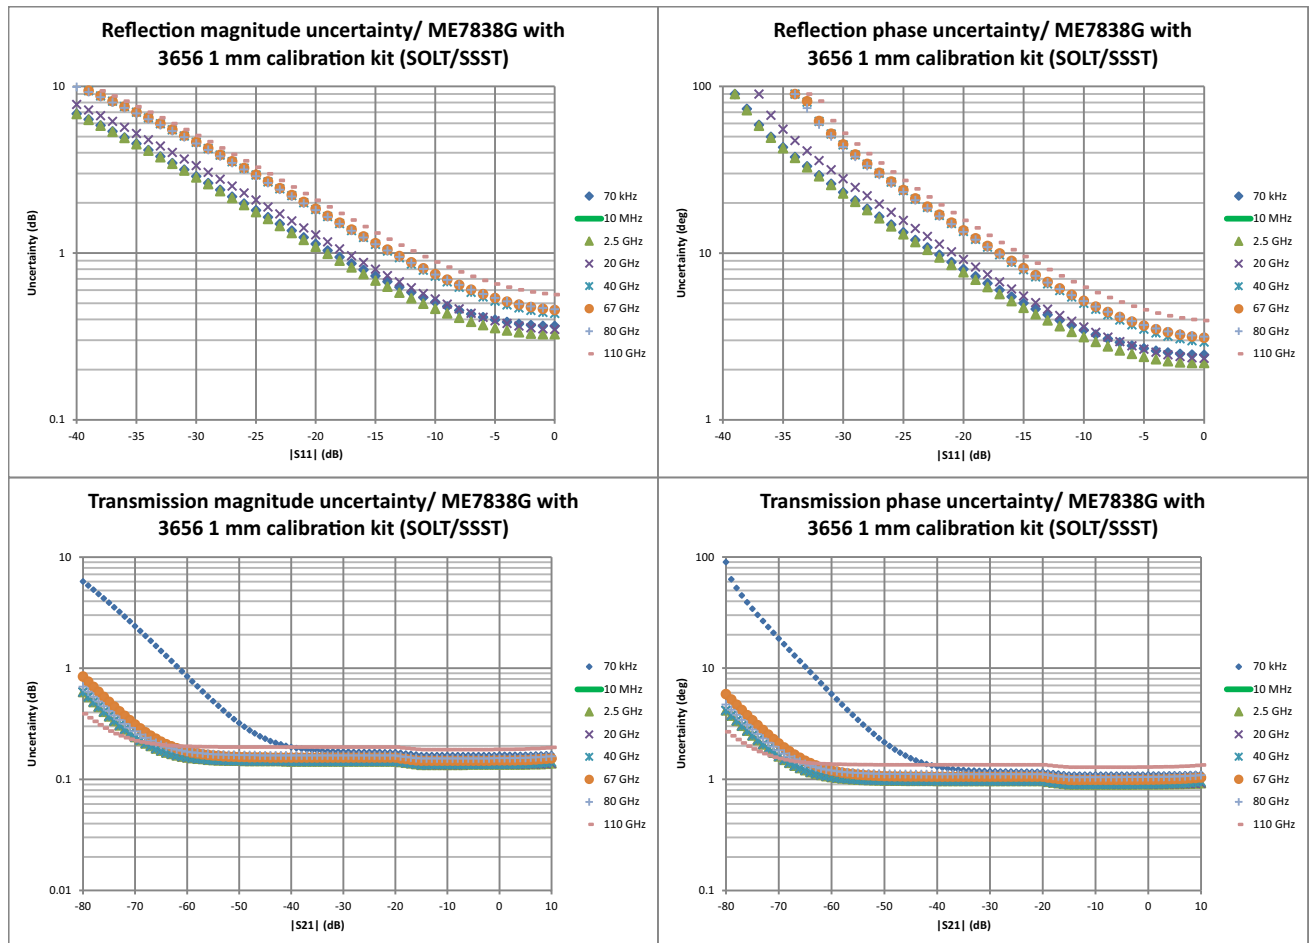 Reflection magnitude uncertainty/ ME7838G with
3656 1 mm calibration kit (SOLT/SSST)
10
1
0.1
Uncertainty (dB)
-40 -35 -30 -25 -20 -15 -10 -5 0
|S11| (dB)
70 kHz
10 MHz
2.5 GHz
20 GHz
40 GHz
67 GHz
80 GHz
110 GHz
Reflection phase uncertainty/ ME7838G with
3656 1 mm calibration kit (SOLT/SSST)
100
10
1
Uncertainty (deg)
-40 -35 -30 -25 -20 -15 -10 -5 0
|S11| (dB)
70 kHz
10 MHz
2.5 GHz
20 GHz
40 GHz
67 GHz
80 GHz
110 GHz
Transmission magnitude uncertainty/ ME7838G with
3656 1 mm calibration kit (SOLT/SSST)
10
1
0.1
0.01
Uncertainty (dB)
-80 -70 -60 -50 -40 -30 -20 -10 0 10
|S21| (dB)
70 kHz
10 MHz
2.5 GHz
20 GHz
40 GHz
67 GHz
80 GHz
110 GHz
Transmission phase uncertainty/ ME7838G with
3656 1 mm calibration kit (SOLT/SSST)
100
10
1
0.1
Uncertainty (deg)
-80 -70 -60 -50 -40 -30 -20 -10 0 10
|S21| (dB)
70 kHz
10 MHz
2.5 GHz
20 GHz
40 GHz
67 GHz
80 GHz
110 GHz